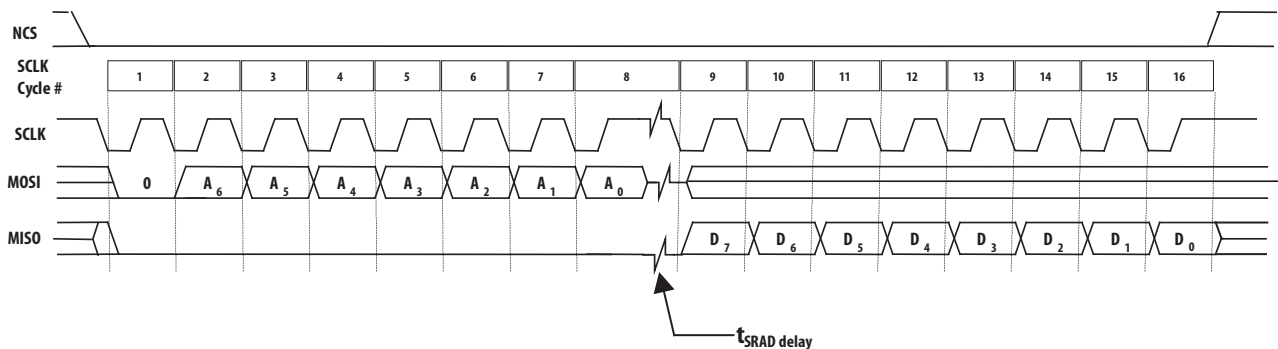 NCS
SCLK
Cycle #
1 2 3 4 5 6 7 8 9 10 11 12 13 14 15 16
SCLK
MOSI
0 A6 A5 A4 A3 A2 A1 A0
MISO
D7 D6 D5 D4 D3 D2 D1 D0
tSRAD delay